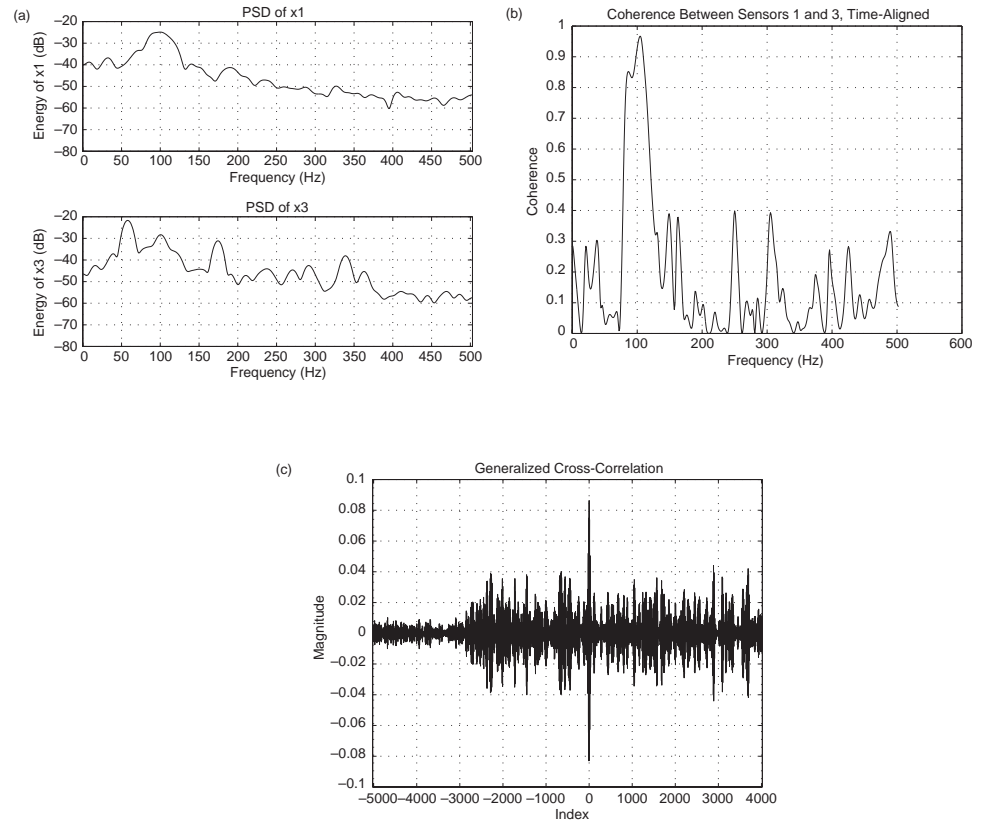 (a)
PSD of x1
Energy of x1 (dB)
–20
–30
–40
–50
–60
–70
–80
0 50 100 150 200 250 300 350 400 450 500
Frequency (Hz)
PSD of x3
Energy of x3 (dB)
–20
–30
–40
–50
–60
–70
–80
0 50 100 150 200 250 300 350 400 450 500
Frequency (Hz)
(b)
Coherence Between Sensors 1 and 3, Time-Aligned
Coherence
1
0.9
0.8
0.7
0.6
0.5
0.4
0.3
0.2
0.1
0
0 100 200 300 400 500 600
Frequency (Hz)
(c)
Generalized Cross-Correlation
Magnitude
0.1
0.08
0.06
0.04
0.02
0
–0.02
–0.04
–0.06
–0.08
–0.1
–5000 –4000 –3000 –2000 –1000 0 1000 2000 3000 4000
Index